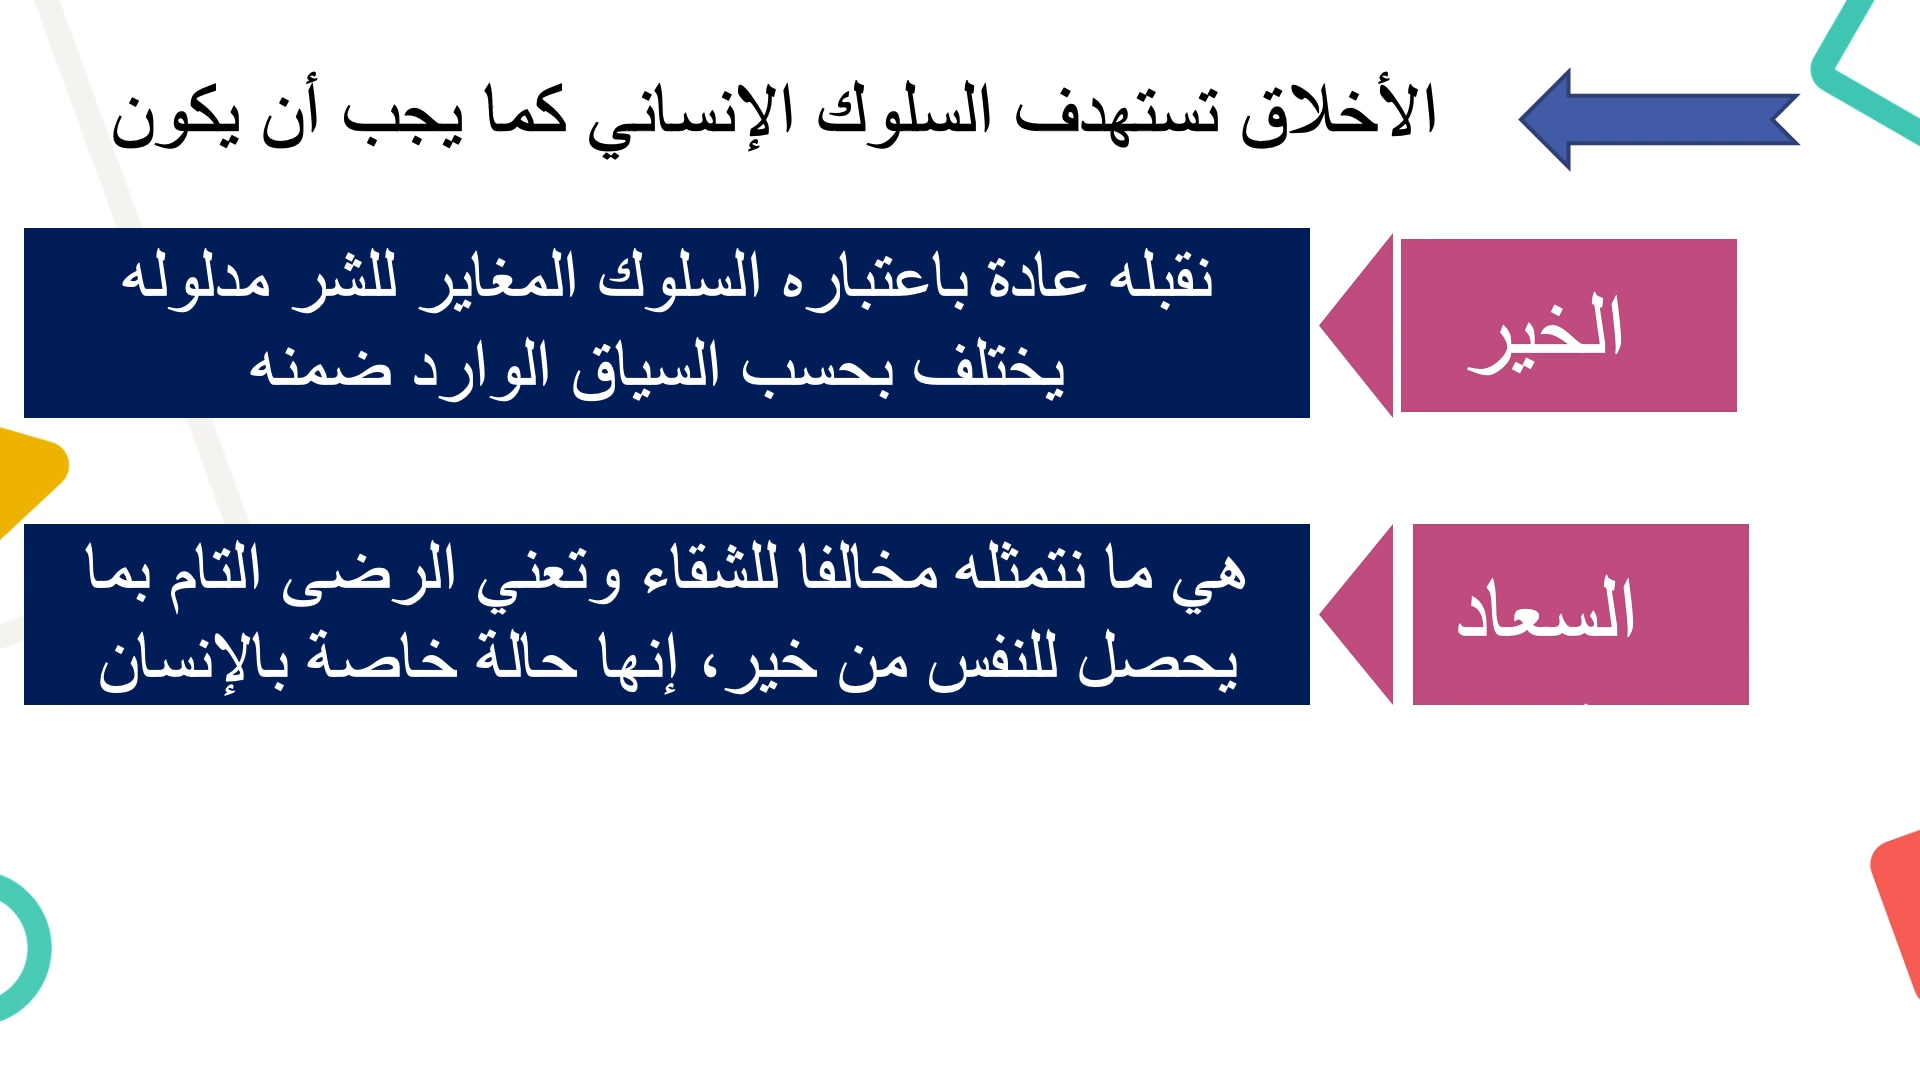 الأخلاق تستهدف السلوك الإنساني كما يجب أن يكون
الخير
نقبله عادة باعتباره السلوك المغاير للشر مدلوله
يختلف بحسب السياق الوارد ضمنه
السعاد
هي ما نتمثله مخالفا للشقاء وتعني الرضى التام بما
يحصل للنفس من خير، إنها حالة خاصة بالإنسان